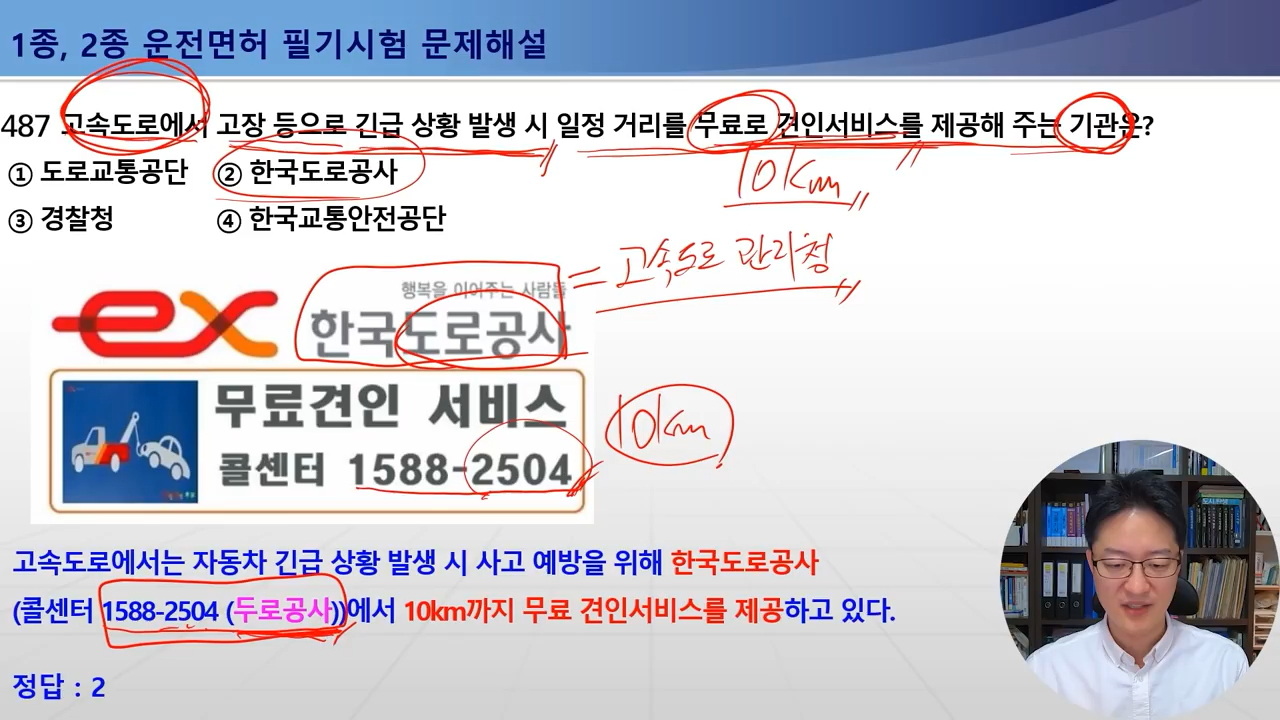 1종, 2종 운전면허 필기시험 문제해설
487 고속도로에서 고장 등으로 긴급 상황 발생 시 일정 거리를 무료로 견인서비스를 제공해 주는 기관은?
① 도로교통공단 ② 한국도로공사
③ 경찰청 ④ 한국교통안전공단
10km
= 고속도로 관리청
행복을 이어주는 사람들
ex 한국도로공사
무료견인 서비스
콜센터 1588-2504
10km
고속도로에서는 자동차 긴급 상황 발생 시 사고 예방을 위해 한국도로공사
(콜센터 1588-2504 (두로공사))에서 10km까지 무료 견인서비스를 제공하고 있다.
정답 : 2